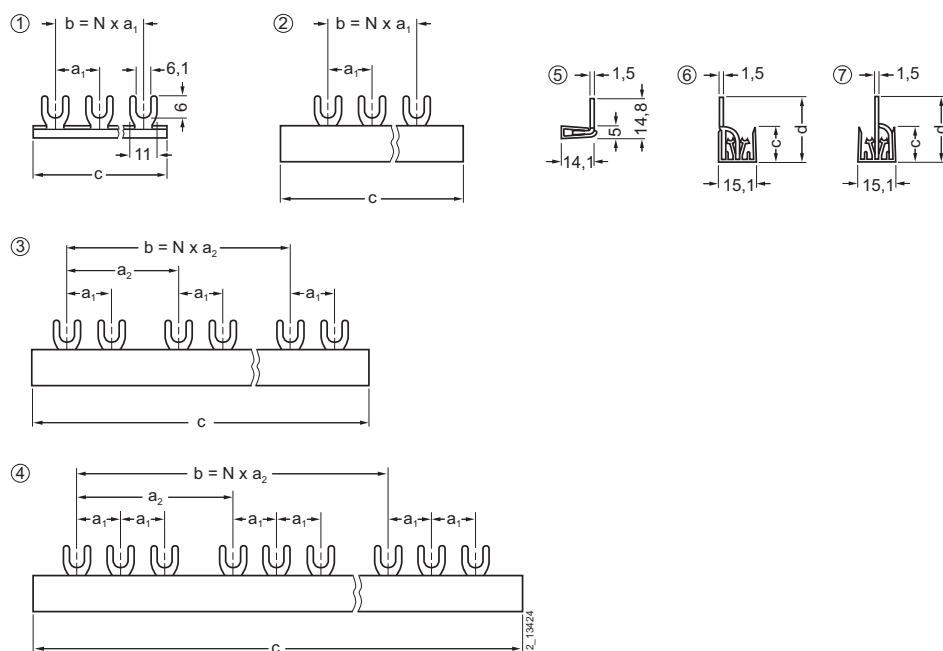 ①
b = N x a₁
a₁
6,1
6
11
c
②
b = N x a₁
a₁
c
⑤
1,5
5
14,8
14,1
⑥
1,5
c
d
15,1
⑦
1,5
c
d
15,1
③
b = N x a₂
a₂
a₁
a₁
a₁
c
④
b = N x a₂
a₂
a₁
a₁
a₁
a₁
a₁
a₁
c
2_13424